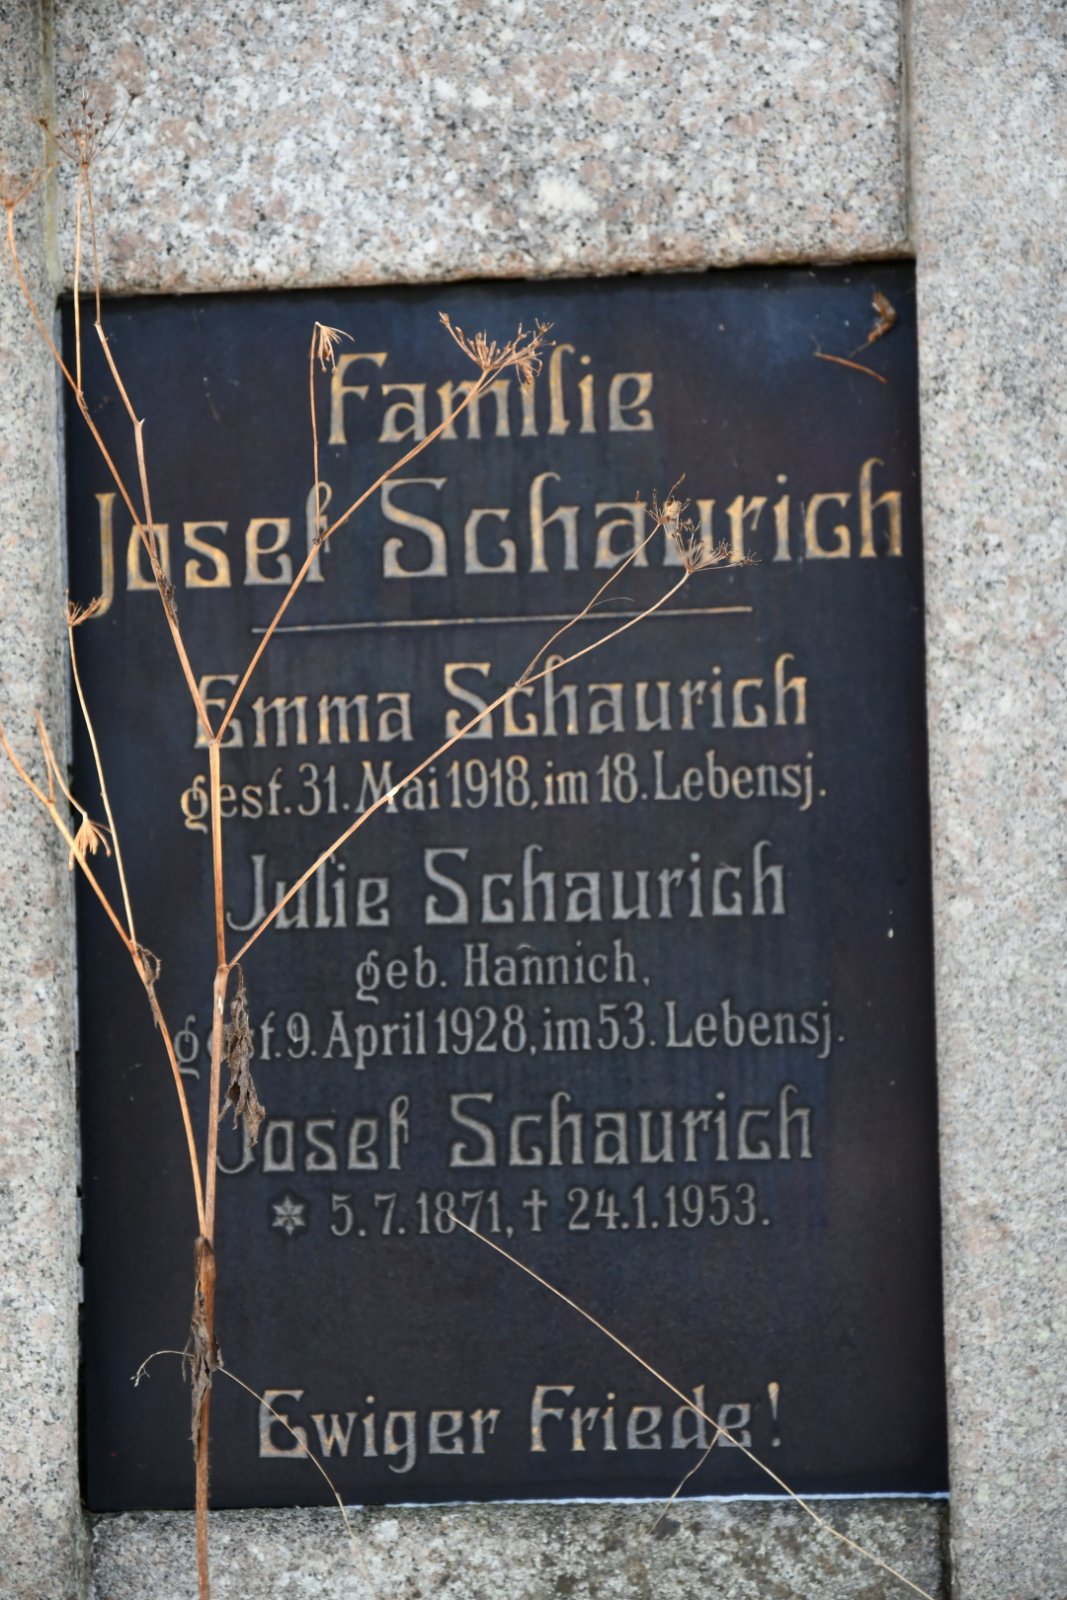 Familie
Josef Schaurich
Emma Schaurich
gest. 31. Mai 1918, im 18. Lebensj.
Julie Schaurich
geb. Hannich,
gest. 9. April 1928, im 53. Lebensj.
Josef Schaurich
* 5. 7. 1871, † 24. 1. 1953.
Ewiger Friede!